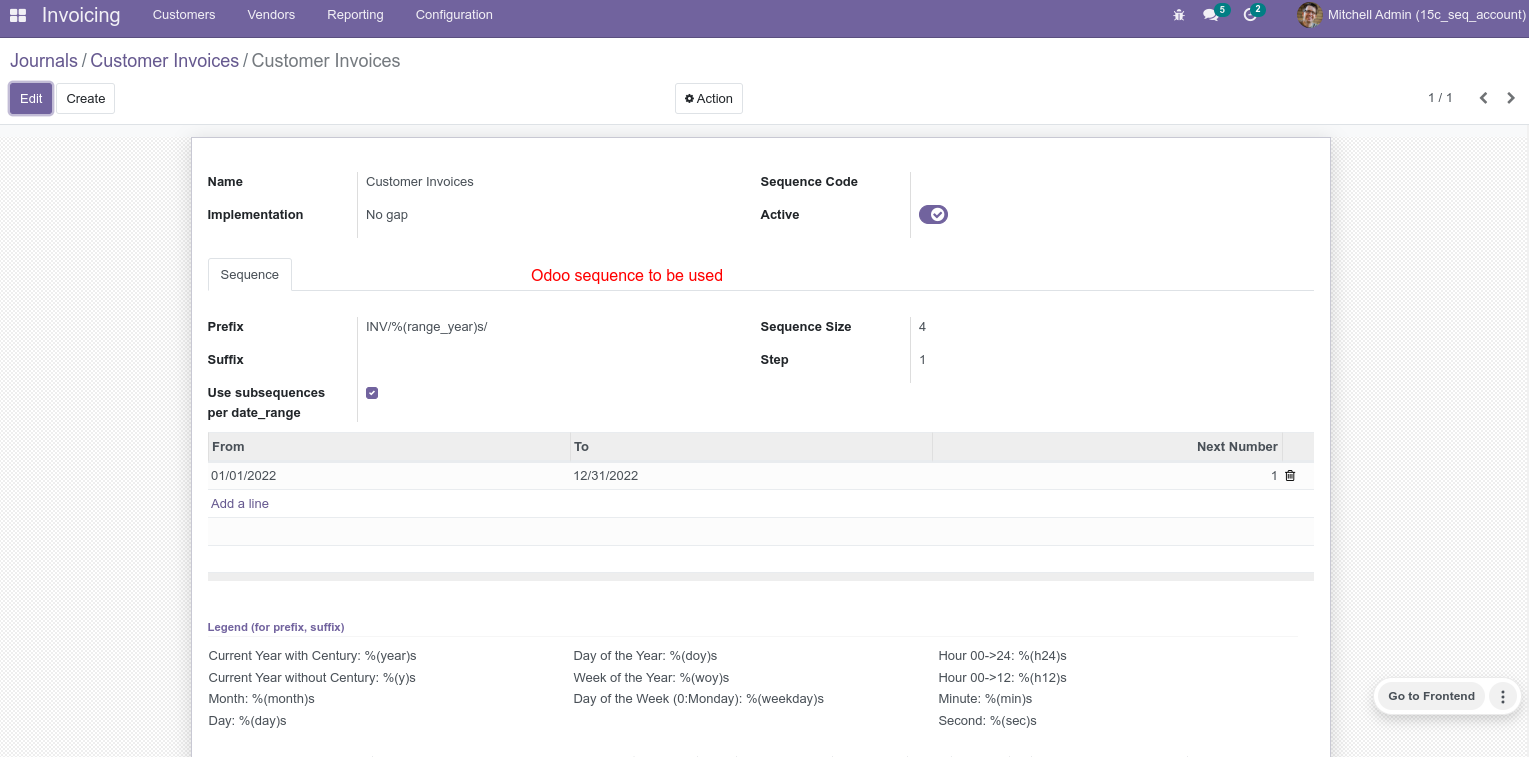 Invoicing Customers Vendors Reporting Configuration 5 2 Mitchell Admin (15c_seq_account)
Journals / Customer Invoices / Customer Invoices
Edit Create Action 1 / 1
Name Customer Invoices Sequence Code
Implementation No gap Active
Sequence Odoo sequence to be used
Prefix INV/%(range_year)s/ Sequence Size 4
Suffix Step 1
Use subsequences
per date_range
From To Next Number
01/01/2022 12/31/2022 1
Add a line
Legend (for prefix, suffix)
Current Year with Century: %(year)s Day of the Year: %(doy)s Hour 00->24: %(h24)s
Current Year without Century: %(y)s Week of the Year: %(woy)s Hour 00->12: %(h12)s
Month: %(month)s Day of the Week (0:Monday): %(weekday)s Minute: %(min)s
Day: %(day)s Second: %(sec)s
Go to Frontend